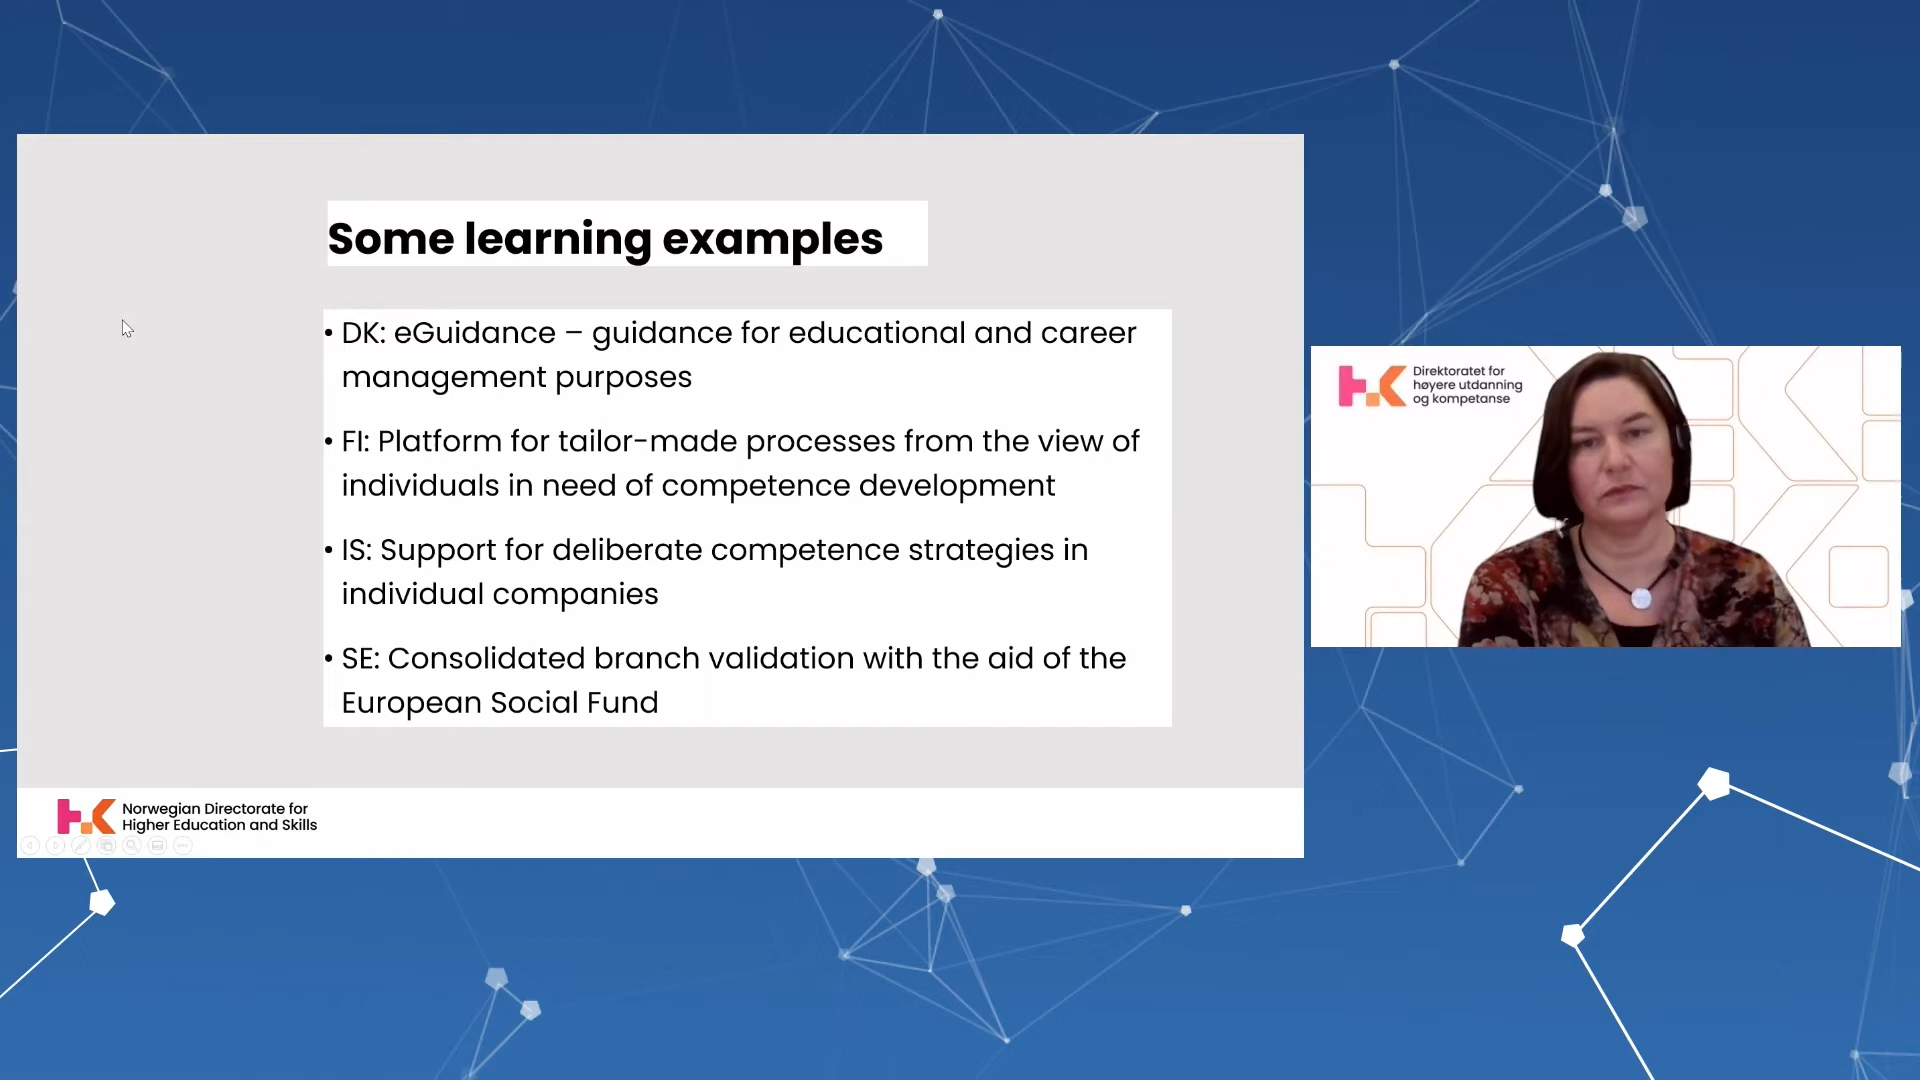 Some learning examples
• DK: eGuidance – guidance for educational and career
management purposes
• FI: Platform for tailor-made processes from the view of
individuals in need of competence development
• IS: Support for deliberate competence strategies in
individual companies
• SE: Consolidated branch validation with the aid of the
European Social Fund
Norwegian Directorate for
Higher Education and Skills
Direktoratet for
høyere utdanning
og kompetanse